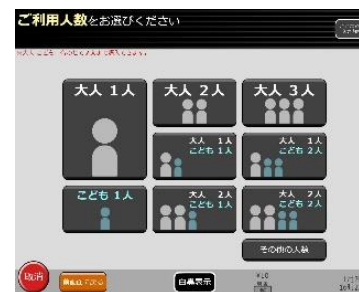 ご利用人数をお選びください
大人 1人
大人 2人
大人 3人
大人 1人
こども 1人
大人 1人
こども 2人
こども 1人
大人 2人
こども 1人
大人 2人
こども 2人
その他の人数
取消
白黒表示